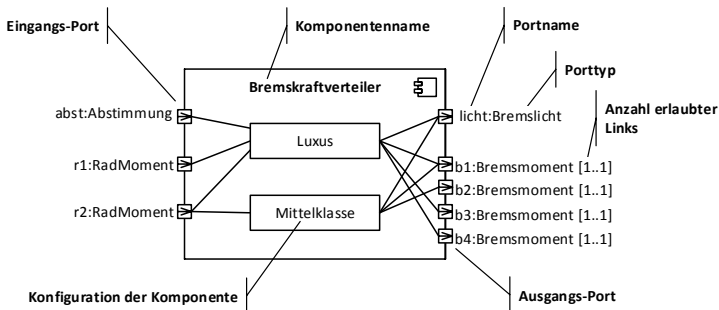 Eingangs-Port
Komponentenname
Portname
Porttyp
Anzahl erlaubter
Links
Bremskraftverteiler
abst:Abstimmung
licht:Bremslicht
Luxus
r1:RadMoment
b1:Bremsmoment [1..1]
b2:Bremsmoment [1..1]
r2:RadMoment
Mittelklasse
b3:Bremsmoment [1..1]
b4:Bremsmoment [1..1]
Konfiguration der Komponente
Ausgangs-Port